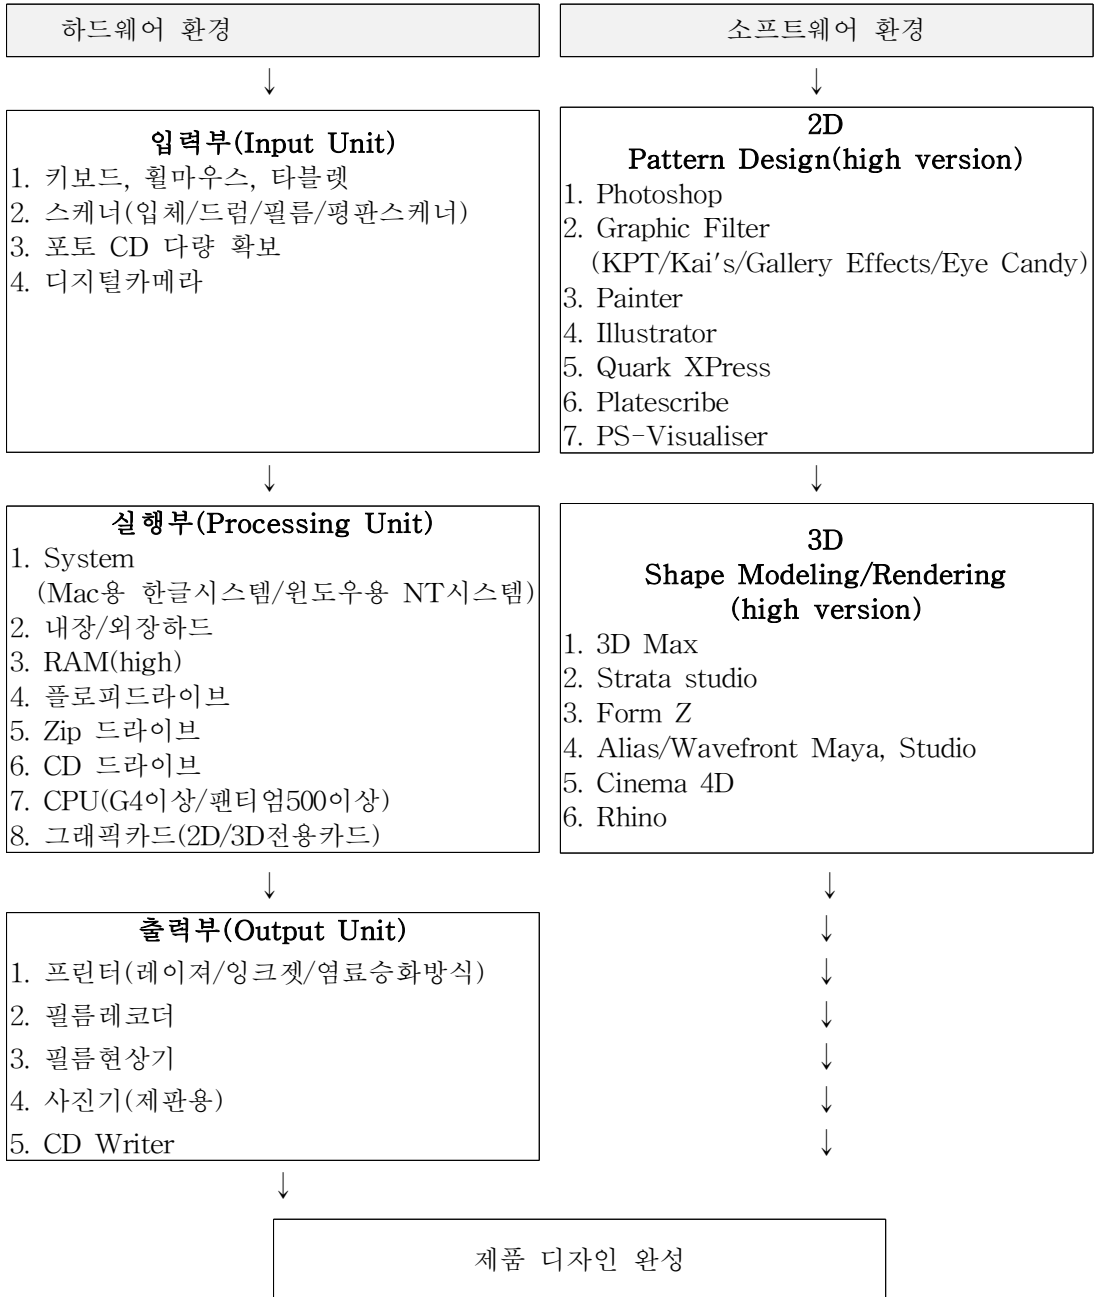 하드웨어 환경
소프트웨어 환경
↓
↓
입력부(Input Unit)
1. 키보드, 휠마우스, 타블렛
2. 스케너(입체/드럼/필름/평판스케너)
3. 포토 CD 다량 확보
4. 디지털카메라
2D
Pattern Design(high version)
1. Photoshop
2. Graphic Filter
(KPT/Kai's/Gallery Effects/Eye Candy)
3. Painter
4. Illustrator
5. Quark XPress
6. Platescribe
7. PS-Visualiser
↓
↓
실행부(Processing Unit)
1. System
(Mac용 한글시스템/윈도우용 NT시스템)
2. 내장/외장하드
3. RAM(high)
4. 플로피드라이브
5. Zip 드라이브
6. CD 드라이브
7. CPU(G4이상/팬티엄500이상)
8. 그래픽카드(2D/3D전용카드)
3D
Shape Modeling/Rendering
(high version)
1. 3D Max
2. Strata studio
3. Form Z
4. Alias/Wavefront Maya, Studio
5. Cinema 4D
6. Rhino
↓
↓
출력부(Output Unit)
1. 프린터(레이져/잉크젯/염료승화방식)
2. 필름레코더
3. 필름현상기
4. 사진기(제판용)
5. CD Writer
↓
↓
↓
↓
↓
↓
↓
제품 디자인 완성